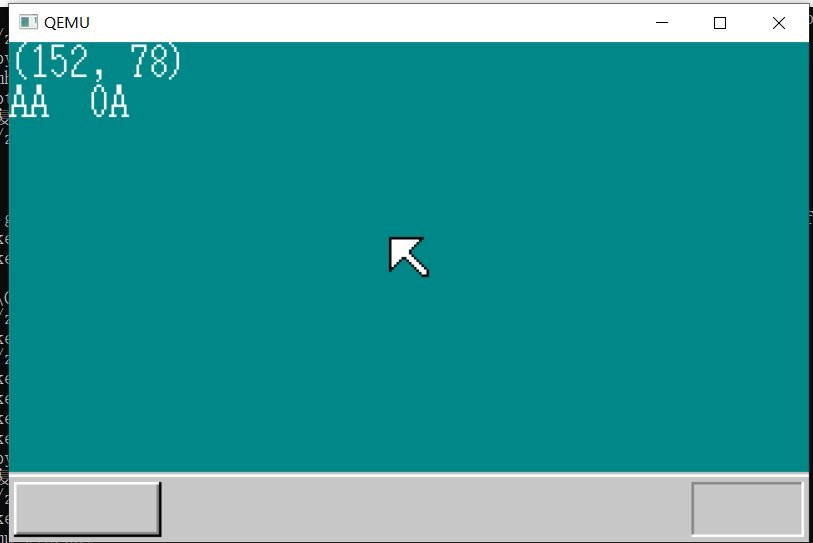 QEMU
(152, 78)
AA 0A